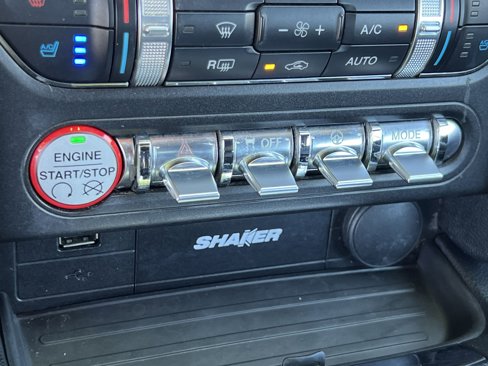 A/C
R
A/C
AUTO
ENGINE
START/STOP
OFF
MODE
SHAKER